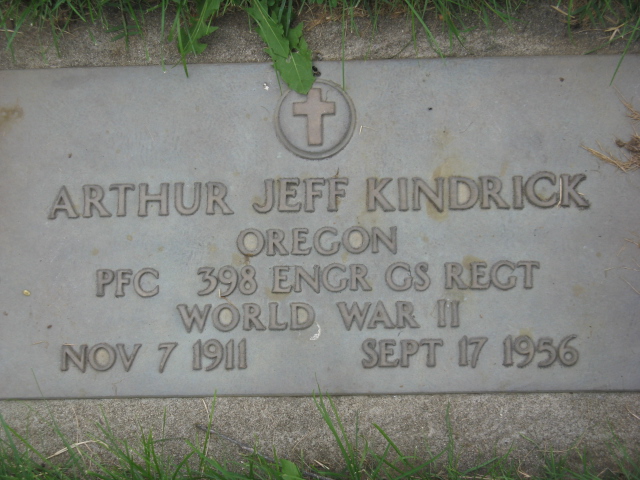 ARTHUR JEFF KINDRICK
OREGON
PFC 398 ENGR GS REGT
WORLD WAR II
NOV 7 1911 SEPT 17 1956